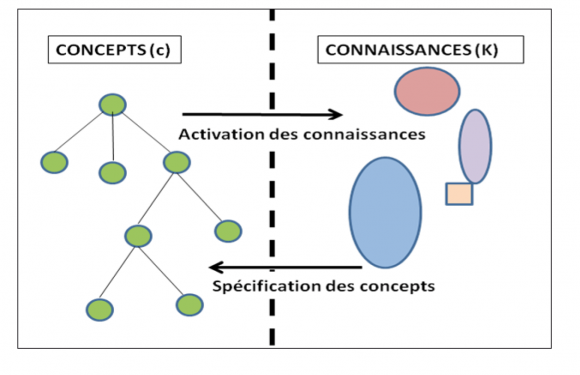 CONCEPTS (c)
CONNAISSANCES (K)
Activation des connaissances
Spécification des concepts